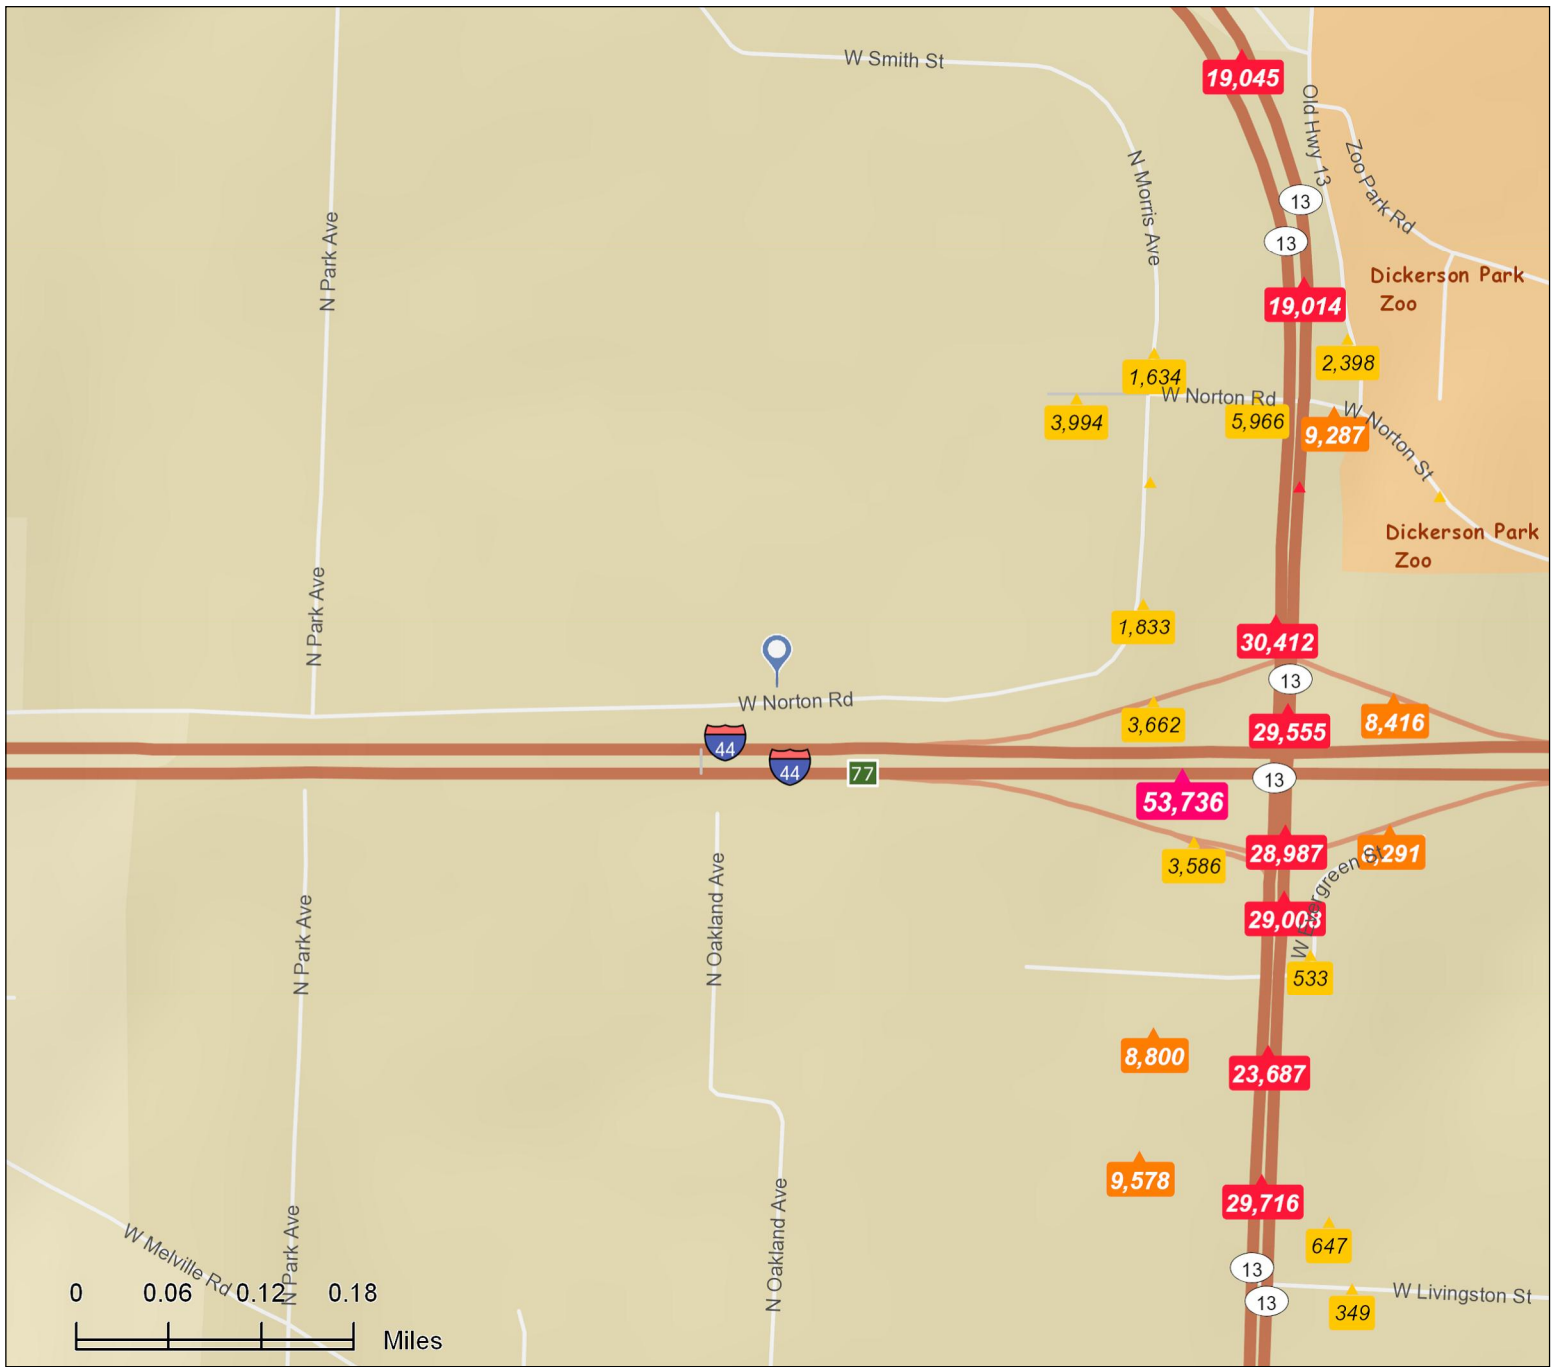 W Smith St
19,045
Old Hwy 13
Zoo Park Rd
N Morris Ave
13
N Park Ave
13
Dickerson Park
Zoo
19,014
2,398
1,634
W Norton Rd
3,994
5,966
9,287
W Norton St
Dickerson Park
Zoo
N Park Ave
1,833
30,412
13
W Norton Rd
3,662
29,555
8,416
44
44
77
13
53,736
28,987
3,586
W Evergreen St
N Oakland Ave
29,008
N Park Ave
533
8,800
23,687
9,578
29,716
N Oakland Ave
N Park Ave
W Melville Rd
647
13
13
W Livingston St
349
0 0.06 0.12 0.18
Miles